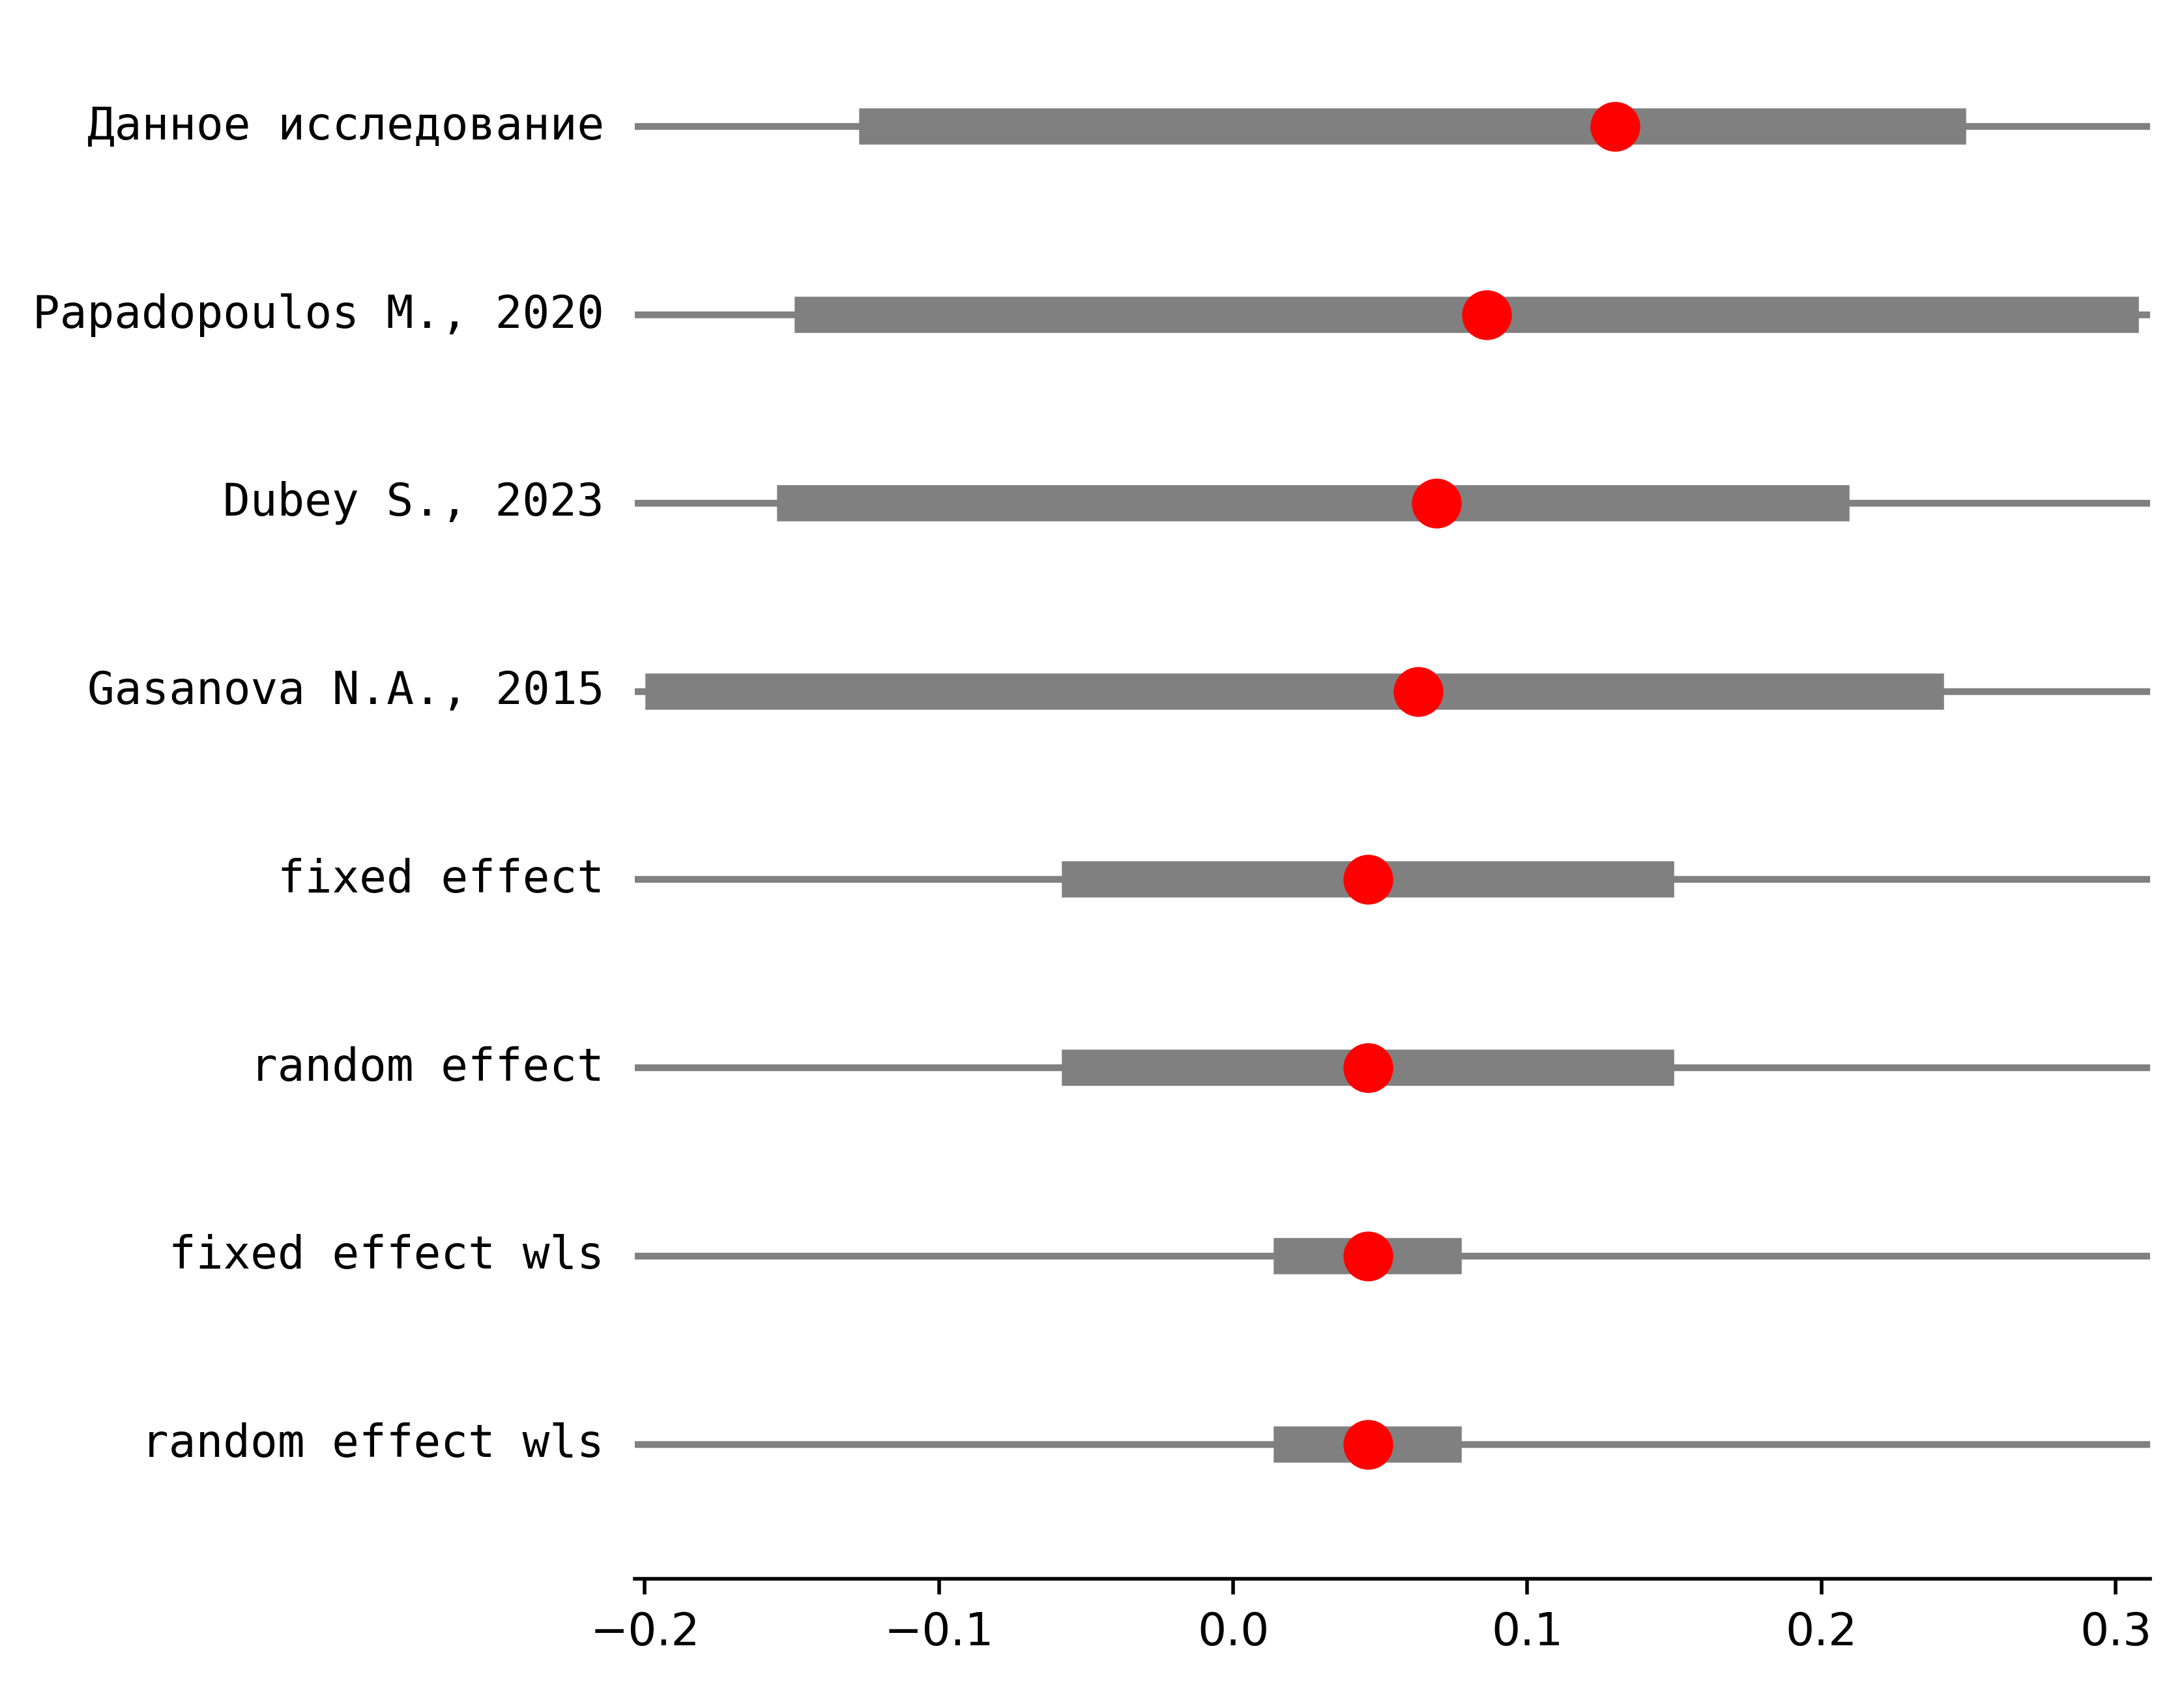 Данное исследование
Papadopoulos M., 2020
Dubey S., 2023
Gasanova N.A., 2015
fixed effect
random effect
fixed effect wls
random effect wls
−0.2 −0.1 0.0 0.1 0.2 0.3